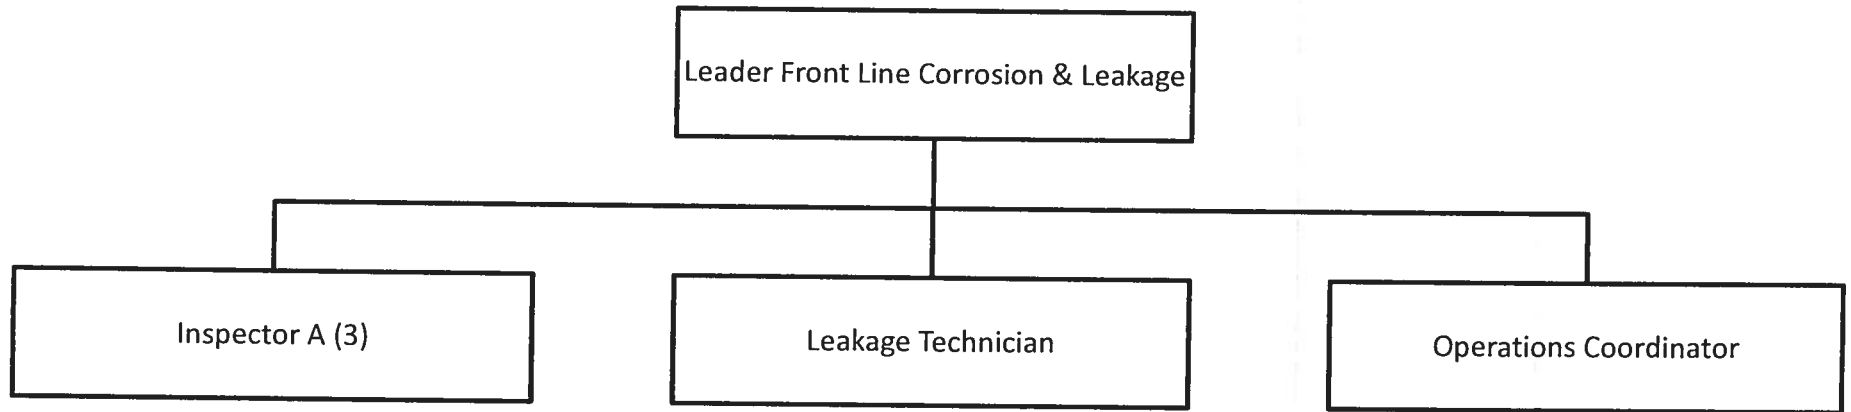 Leader Front Line Corrosion & Leakage
Inspector A (3)
Leakage Technician
Operations Coordinator